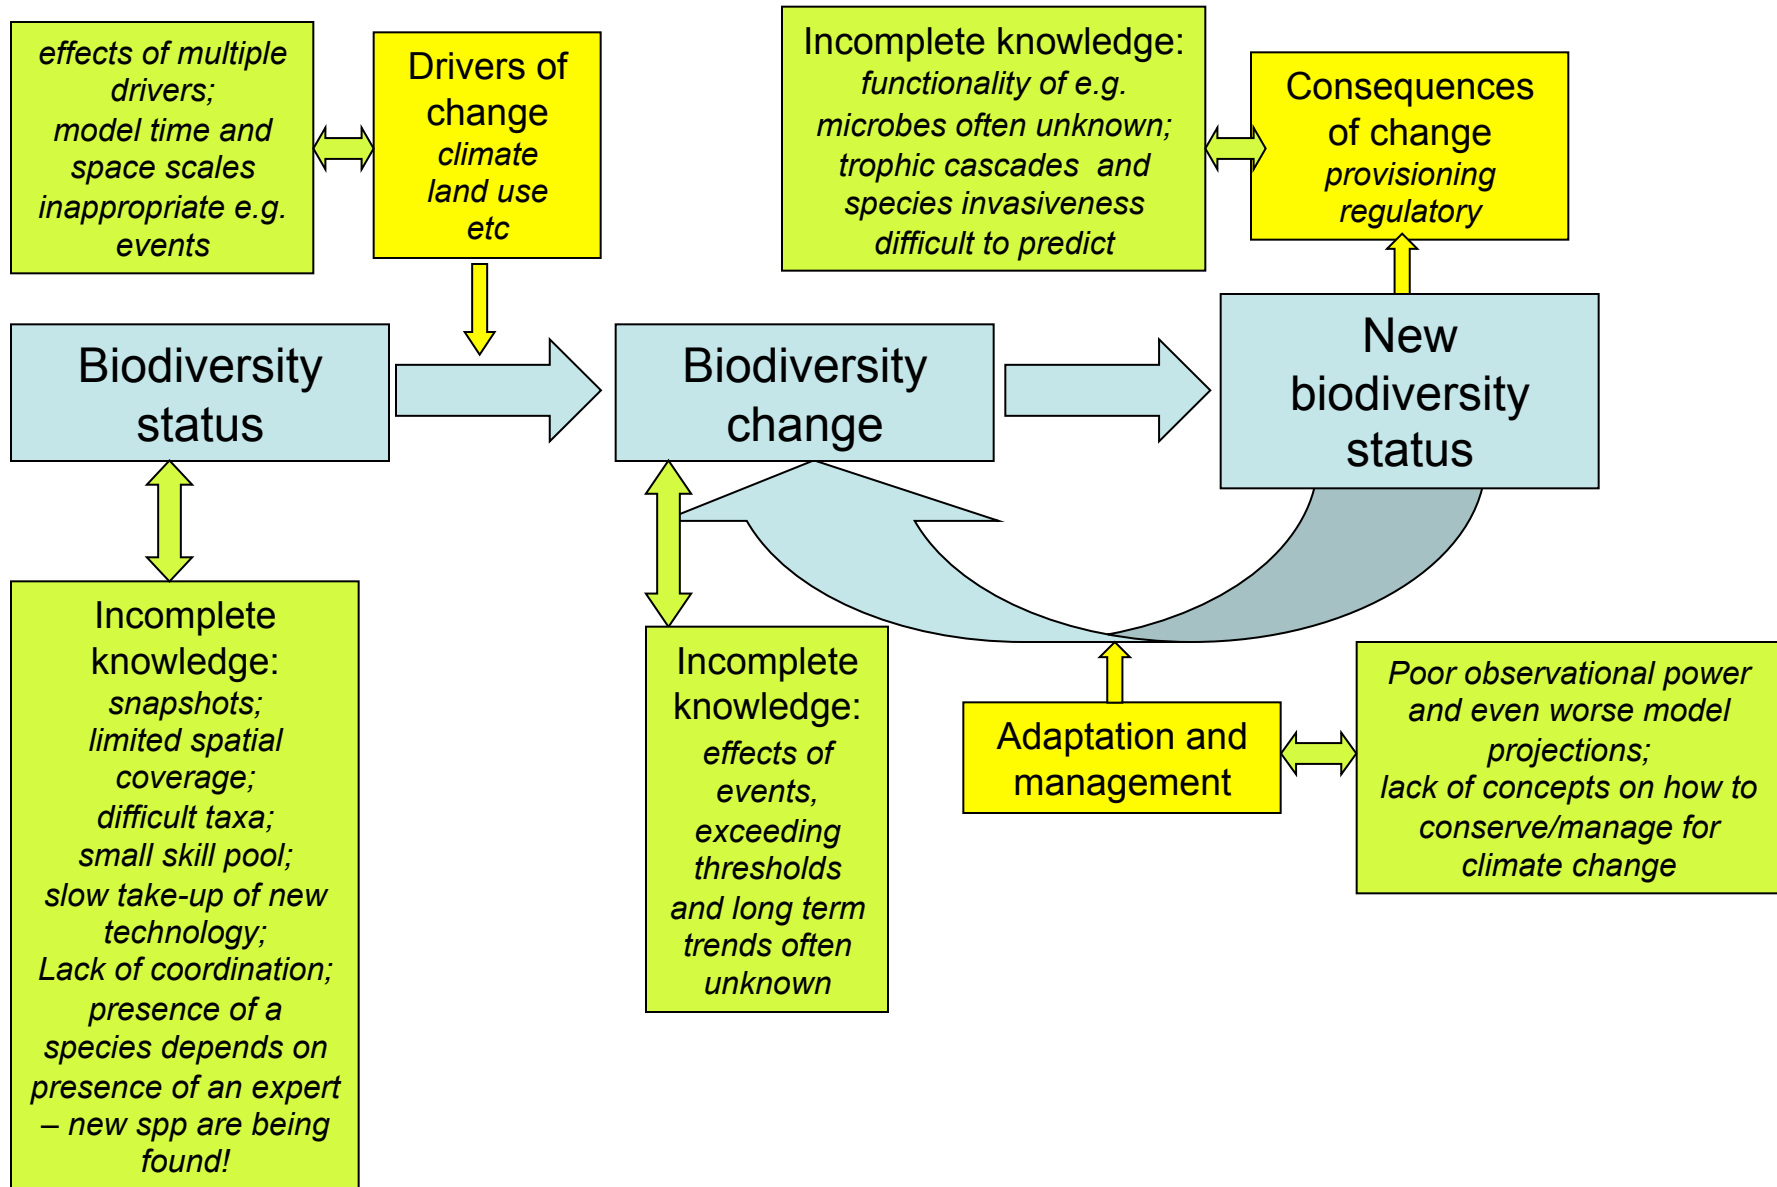 effects of multiple
drivers;
model time and
space scales
inappropriate e.g.
events
Drivers of
change
climate
land use
etc
Incomplete knowledge:
functionality of e.g.
microbes often unknown;
trophic cascades and
species invasiveness
difficult to predict
Consequences
of change
provisioning
regulatory
Biodiversity
status
Biodiversity
change
New
biodiversity
status
Incomplete
knowledge:
snapshots;
limited spatial
coverage;
difficult taxa;
small skill pool;
slow take-up of new
technology;
Lack of coordination;
presence of a
species depends on
presence of an expert
– new spp are being
found!
Incomplete
knowledge:
effects of
events,
exceeding
thresholds
and long term
trends often
unknown
Adaptation and
management
Poor observational power
and even worse model
projections;
lack of concepts on how to
conserve/manage for
climate change